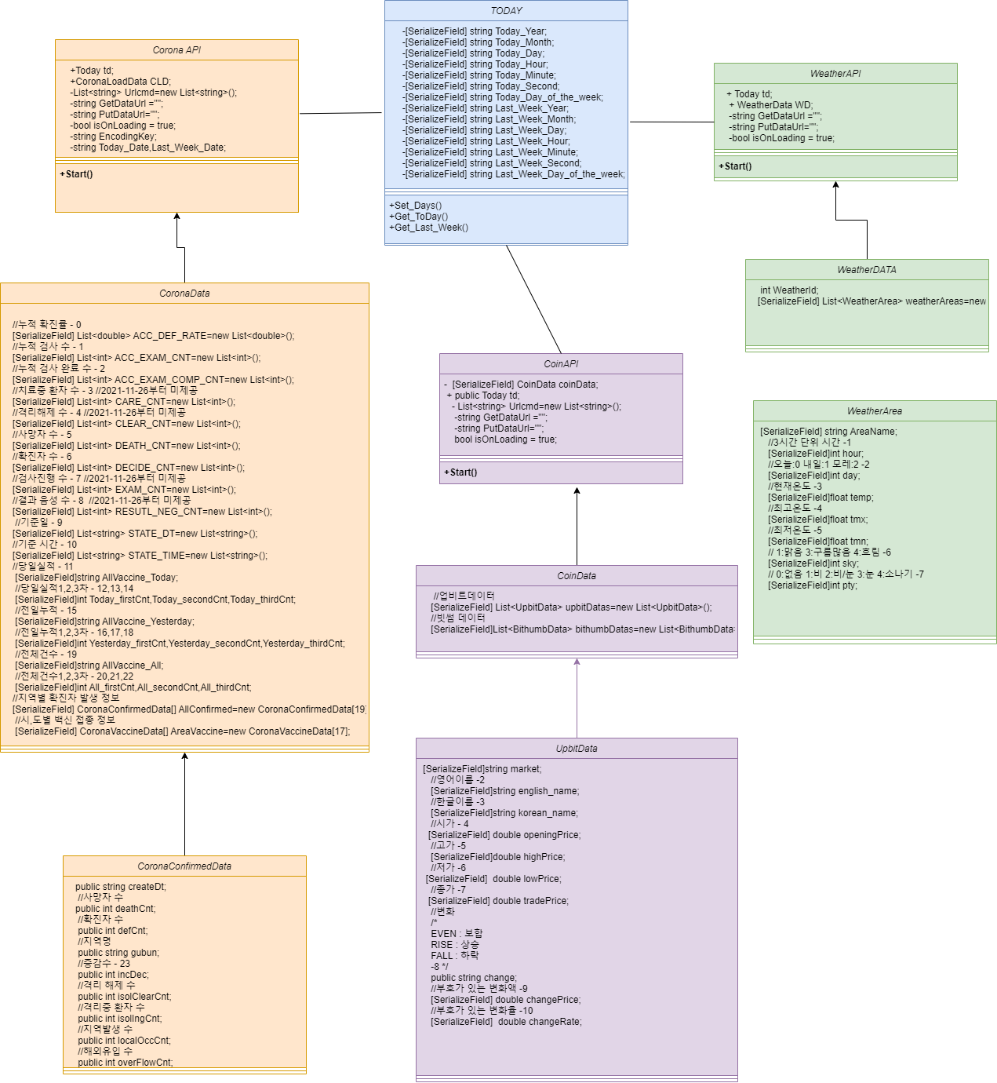 TODAY
-[SerializeField] string Today_Year;
-[SerializeField] string Today_Month;
-[SerializeField] string Today_Day;
-[SerializeField] string Today_Hour;
-[SerializeField] string Today_Minute;
-[SerializeField] string Today_Second;
-[SerializeField] string Today_Day_of_the_week;
-[SerializeField] string Last_Week_Year;
-[SerializeField] string Last_Week_Month;
-[SerializeField] string Last_Week_Day;
-[SerializeField] string Last_Week_Hour;
-[SerializeField] string Last_Week_Minute;
-[SerializeField] string Last_Week_Second;
-[SerializeField] string Last_Week_Day_of_the_week;
+Set_Days()
+Get_ToDay()
+Get_Last_Week()
Corona API
+Today td;
+CoronaLoadData CLD;
-List<string> Urlcmd=new List<string>();
-string GetDataUrl ="";
-string PutDataUrl="";
-bool isOnLoading = true;
-string EncodingKey;
-string Today_Date,Last_Week_Date;
+Start()
WeatherAPI
+ Today td;
+ WeatherData WD;
-string GetDataUrl ="";
-string PutDataUrl="";
-bool isOnLoading = true;
+Start()
WeatherDATA
int WeatherId;
[SerializeField] List<WeatherArea> weatherAreas=new
CoronaData
//누적 확진률 - 0
[SerializeField] List<double> ACC_DEF_RATE=new List<double>();
//누적 검사 수 - 1
[SerializeField] List<int> ACC_EXAM_CNT=new List<int>();
//누적 검사 완료 수 - 2
[SerializeField] List<int> ACC_EXAM_COMP_CNT=new List<int>();
//치료중 환자 수 - 3 //2021-11-26부터 미제공
[SerializeField] List<int> CARE_CNT=new List<int>();
//격리해제 수 - 4 //2021-11-26부터 미제공
[SerializeField] List<int> CLEAR_CNT=new List<int>();
//사망자 수 - 5
[SerializeField] List<int> DEATH_CNT=new List<int>();
//확진자 수 - 6
[SerializeField] List<int> DECIDE_CNT=new List<int>();
//검사진행 수 - 7 //2021-11-26부터 미제공
[SerializeField] List<int> EXAM_CNT=new List<int>();
//결과 음성 수 - 8 //2021-11-26부터 미제공
[SerializeField] List<int> RESUTL_NEG_CNT=new List<int>();
//기준일 - 9
[SerializeField] List<string> STATE_DT=new List<string>();
//기준 시간 - 10
[SerializeField] List<string> STATE_TIME=new List<string>();
//당일실적 - 11
[SerializeField]string AllVaccine_Today;
//당일실적1,2,3차 - 12,13,14
[SerializeField]int Today_firstCnt,Today_secondCnt,Today_thirdCnt;
//전일누적 - 15
[SerializeField]string AllVaccine_Yesterday;
//전일누적1,2,3차 - 16,17,18
[SerializeField]int Yesterday_firstCnt,Yesterday_secondCnt,Yesterday_thirdCnt;
//전체건수 - 19
[SerializeField]string AllVaccine_All;
//전체건수1,2,3차 - 20,21,22
[SerializeField]int All_firstCnt,All_secondCnt,All_thirdCnt;
//지역별 확진자 발생 정보
[SerializeField] CoronaConfirmedData[] AllConfirmed=new CoronaConfirmedData[19]
//시,도별 백신 접종 정보
[SerializeField] CoronaVaccineData[] AreaVaccine=new CoronaVaccineData[17];
CoinAPI
- [SerializeField] CoinData coinData;
+ public Today td;
- List<string> Urlcmd=new List<string>();
-string GetDataUrl ="";
-string PutDataUrl="";
bool isOnLoading = true;
+Start()
WeatherArea
[SerializeField] string AreaName;
//3시간 단위 시간 -1
[SerializeField]int hour;
//오늘:0 내일:1 모레:2 -2
[SerializeField]int day;
//현재온도 -3
[SerializeField]float temp;
//최고온도 -4
[SerializeField]float tmx;
//최저온도 -5
[SerializeField]float tmn;
// 1:맑음 3:구름많음 4:흐림 -6
[SerializeField]int sky;
// 0:없음 1:비 2:비/눈 3:눈 4:소나기 -7
[SerializeField]int pty;
CoinData
//업비트데이터
[SerializeField] List<UpbitData> upbitDatas=new List<UpbitData>();
//빗썸 데이터
[SerializeField]List<BithumbData> bithumbDatas=new List<BithumbData
UpbitData
[SerializeField]string market;
//영어이름 -2
[SerializeField]string english_name;
//한글이름 -3
[SerializeField]string korean_name;
//시가 - 4
[SerializeField] double openingPrice;
//고가 -5
[SerializeField]double highPrice;
//저가 -6
[SerializeField] double lowPrice;
//종가 -7
[SerializeField] double tradePrice;
//변화
/*
EVEN : 보합
RISE : 상승
FALL : 하락
-8 */
public string change;
//부호가 있는 변화액 -9
[SerializeField] double changePrice;
//부호가 있는 변화율 -10
[SerializeField] double changeRate;
CoronaConfirmedData
public string createDt;
//사망자 수
public int deathCnt;
//확진자 수
public int defCnt;
//지역명
public string gubun;
//증감수 - 23
public int incDec;
//격리 해제 수
public int isolClearCnt;
//격리중 환자 수
public int isolIngCnt;
//지역발생 수
public int localOccCnt;
//해외유입 수
public int overFlowCnt;